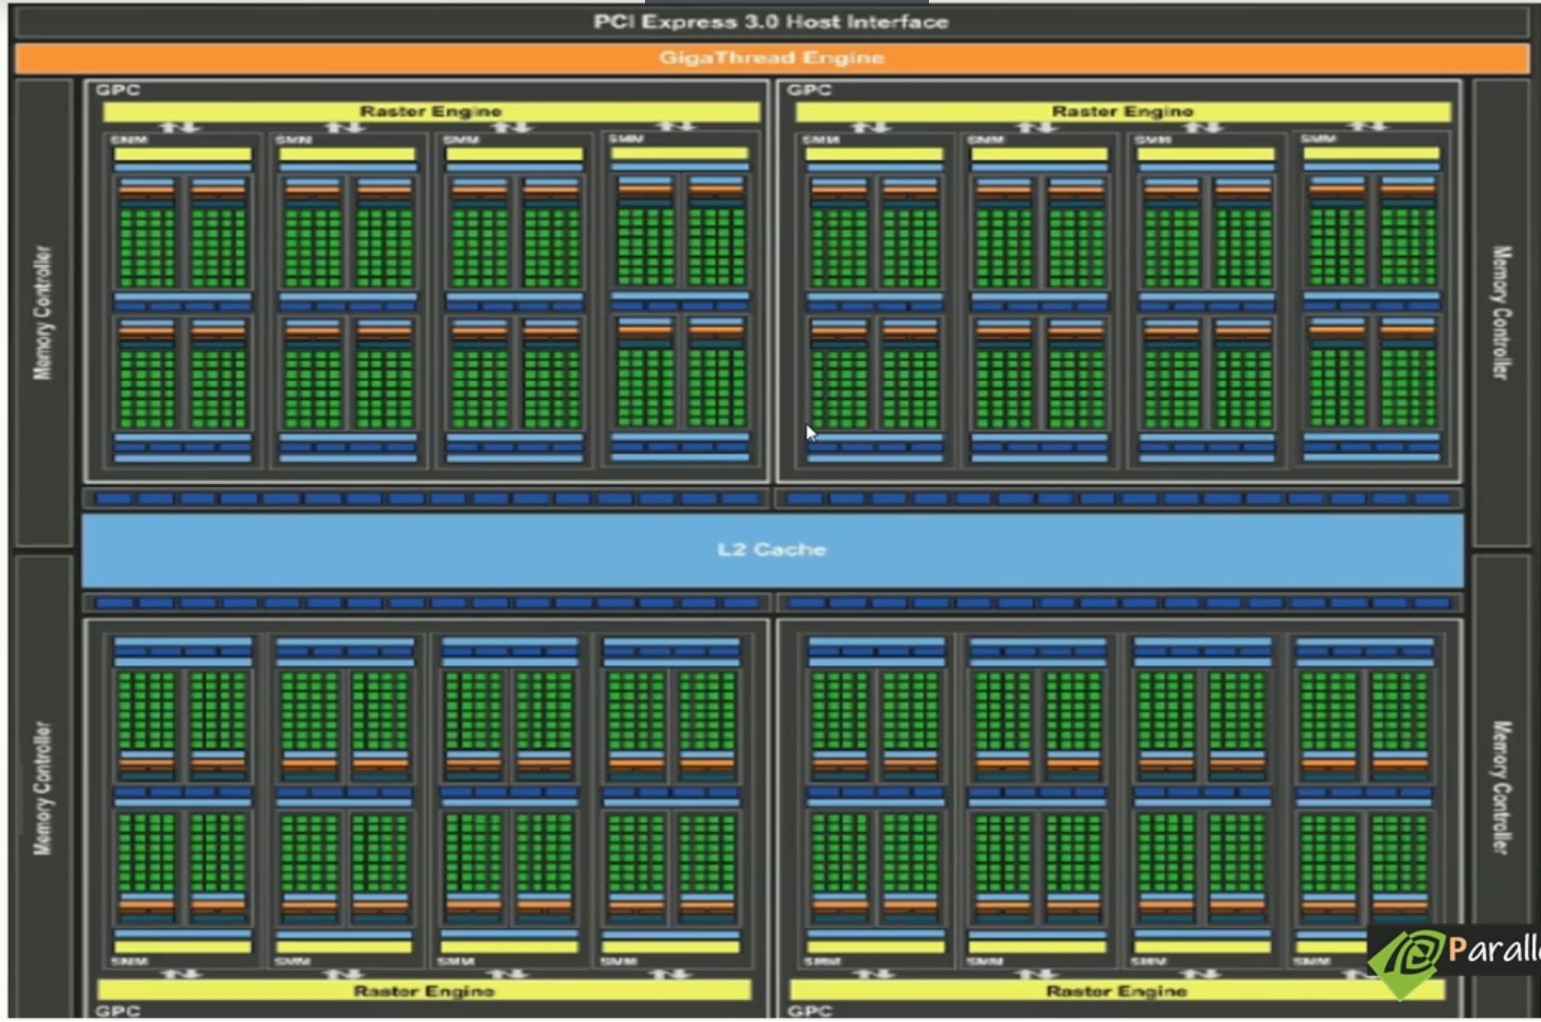 PCI Express 3.0 Host Interface
GigaThread Engine
GPC
GPC
Raster Engine
Raster Engine
SMM
SMM
SMM
SMM
SMM
SMM
SMM
SMM
Memory Controller
Memory Controller
L2 Cache
Memory Controller
Memory Controller
SMM
SMM
SMM
SMM
SMM
SMM
SMM
SMM
Raster Engine
Raster Engine
GPC
GPC
Paralle